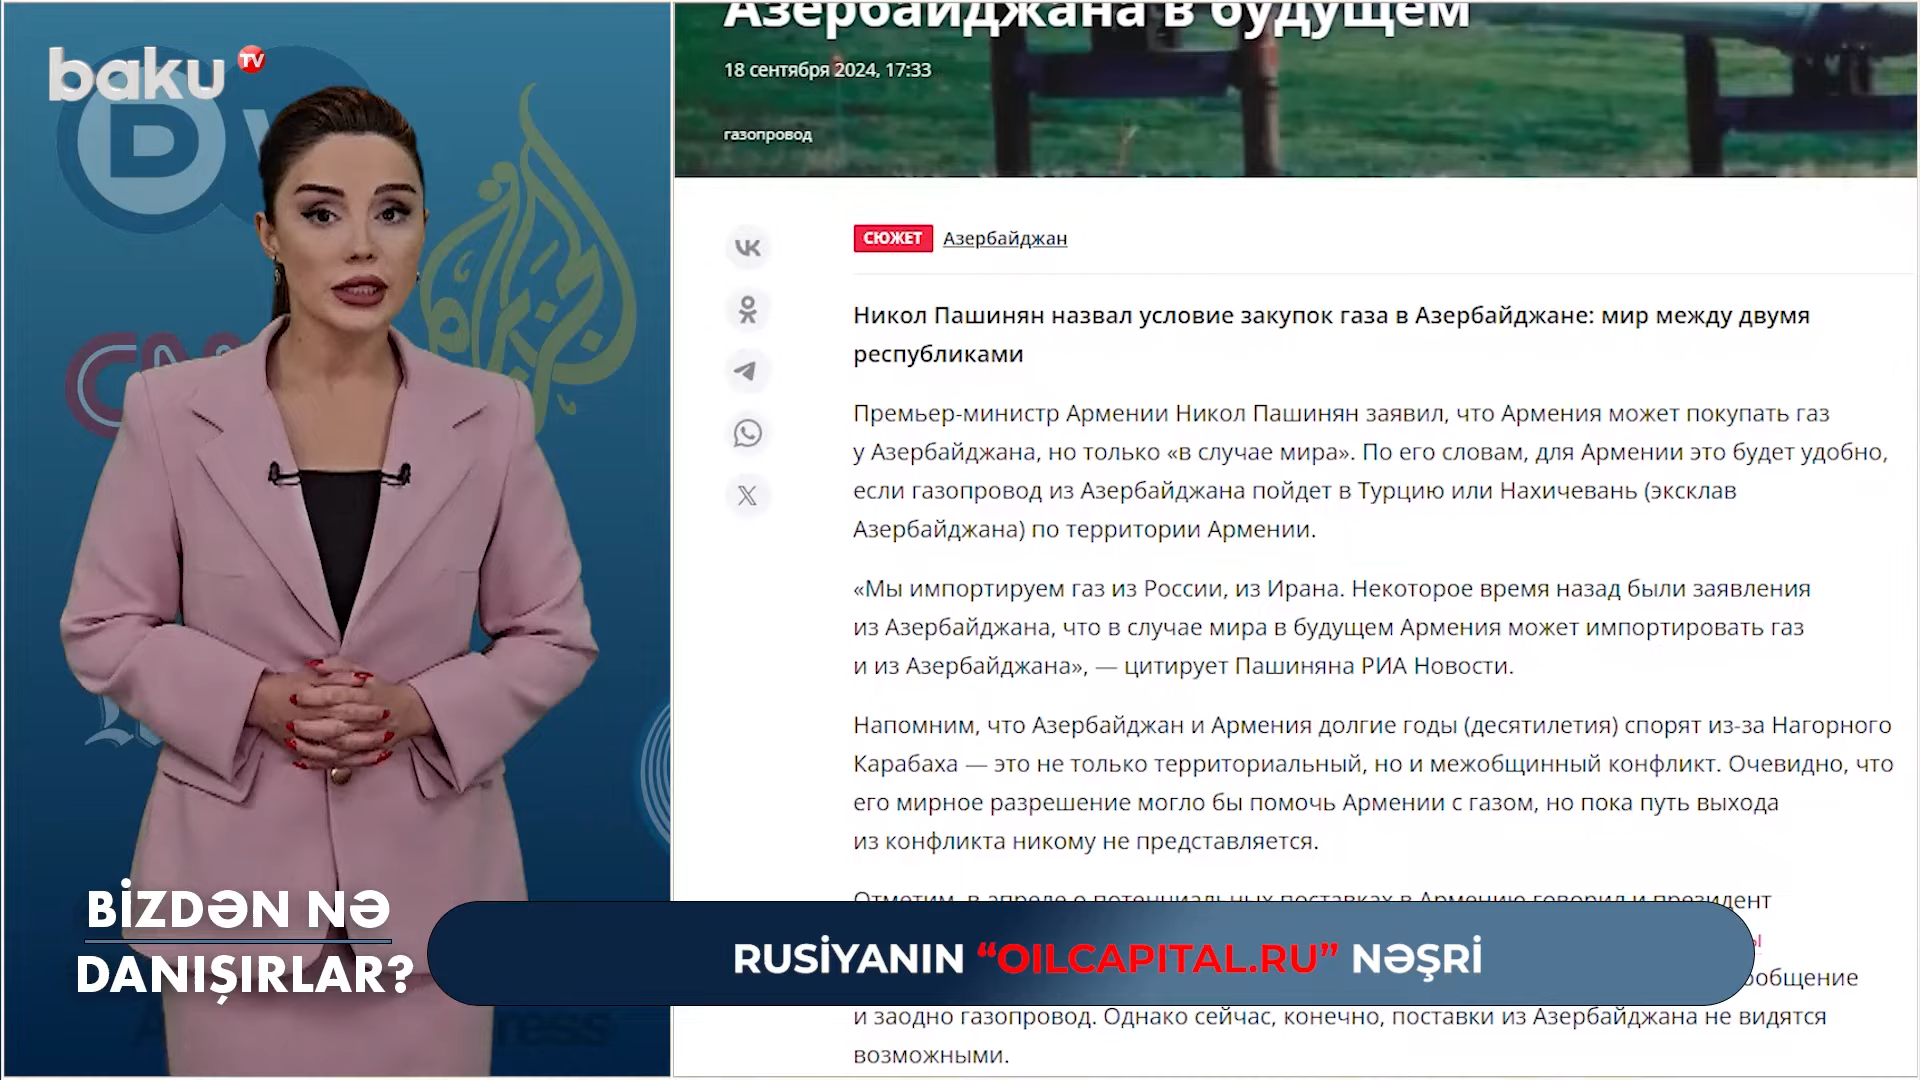 baku TV
Азербайджана в будущем
18 сентября 2024, 17:33
газопровод
СЮЖЕТ Азербайджан
Никол Пашинян назвал условие закупок газа в Азербайджане: мир между двумя
республиками
Премьер-министр Армении Никол Пашинян заявил, что Армения может покупать газ
у Азербайджана, но только «в случае мира». По его словам, для Армении это будет удобно,
если газопровод из Азербайджана пойдет в Турцию или Нахичевань (эксклав
Азербайджана) по территории Армении.
«Мы импортируем газ из России, из Ирана. Некоторое время назад были заявления
из Азербайджана, что в случае мира в будущем Армения может импортировать газ
и из Азербайджана», — цитирует Пашиняна РИА Новости.
Напомним, что Азербайджан и Армения долгие годы (десятилетия) спорят из-за Нагорного
Карабаха — это не только территориальный, но и межобщинный конфликт. Очевидно, что
его мирное разрешение могло бы помочь Армении с газом, но пока путь выхода
из конфликта никому не представляется.
Отметим, в апреле о потенциальных поставках в Армению говорил и президент
и заодно газопровод. Однако сейчас, конечно, поставки из Азербайджана не видятся
возможными.
BİZDƏN NƏ
DANIŞIRLAR?
RUSİYANIN “OILCAPITAL.RU” NƏŞRİ